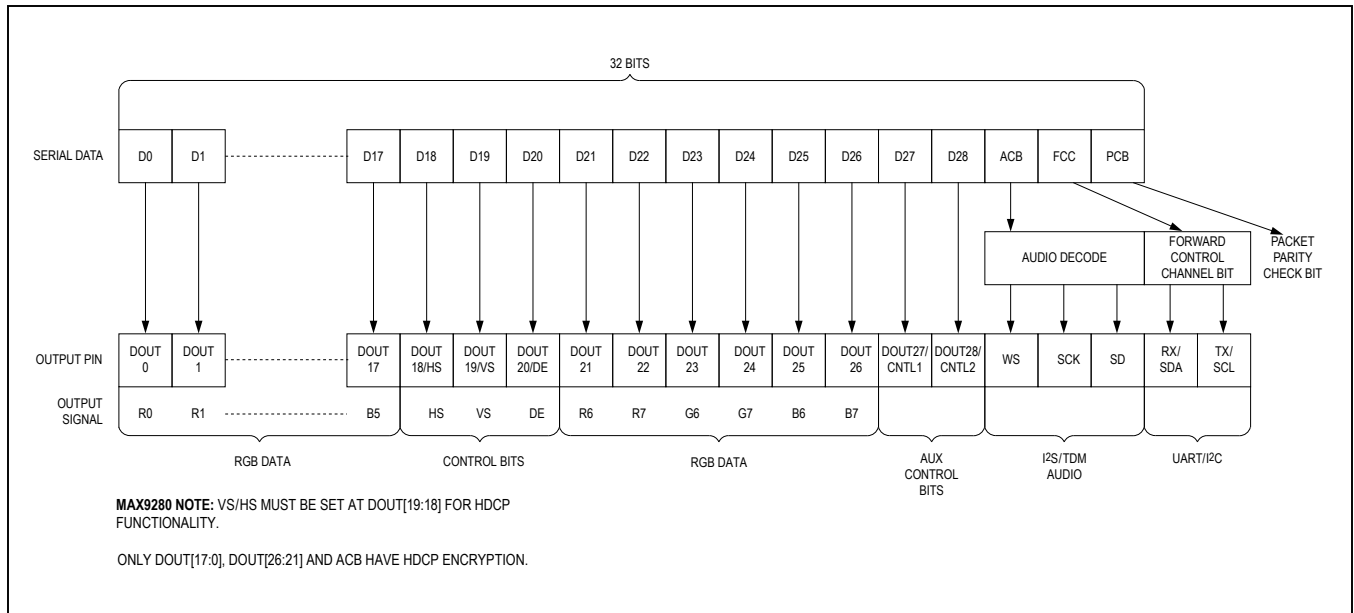 32 BITS
SERIAL DATA D0 D1 D17 D18 D19 D20 D21 D22 D23 D24 D25 D26 D27 D28 ACB FCC PCB
AUDIO DECODE
FORWARD
CONTROL
CHANNEL BIT
PACKET
PARITY
CHECK BIT
OUTPUT PIN
DOUT
0
DOUT
1
DOUT
17
DOUT
18/HS
DOUT
19/VS
DOUT
20/DE
DOUT
21
DOUT
22
DOUT
23
DOUT
24
DOUT
25
DOUT
26
DOUT27/
CNTL1
DOUT28/
CNTL2
WS
SCK
SD
RX/
SDA
TX/
SCL
OUTPUT
SIGNAL
R0 R1 B5 HS VS DE R6 R7 G6 G7 B6 B7
RGB DATA
CONTROL BITS
RGB DATA
AUX
CONTROL
BITS
I2S/TDM
AUDIO
UART/I2C
MAX9280 NOTE: VS/HS MUST BE SET AT DOUT[19:18] FOR HDCP
FUNCTIONALITY.
ONLY DOUT[17:0], DOUT[26:21] AND ACB HAVE HDCP ENCRYPTION.